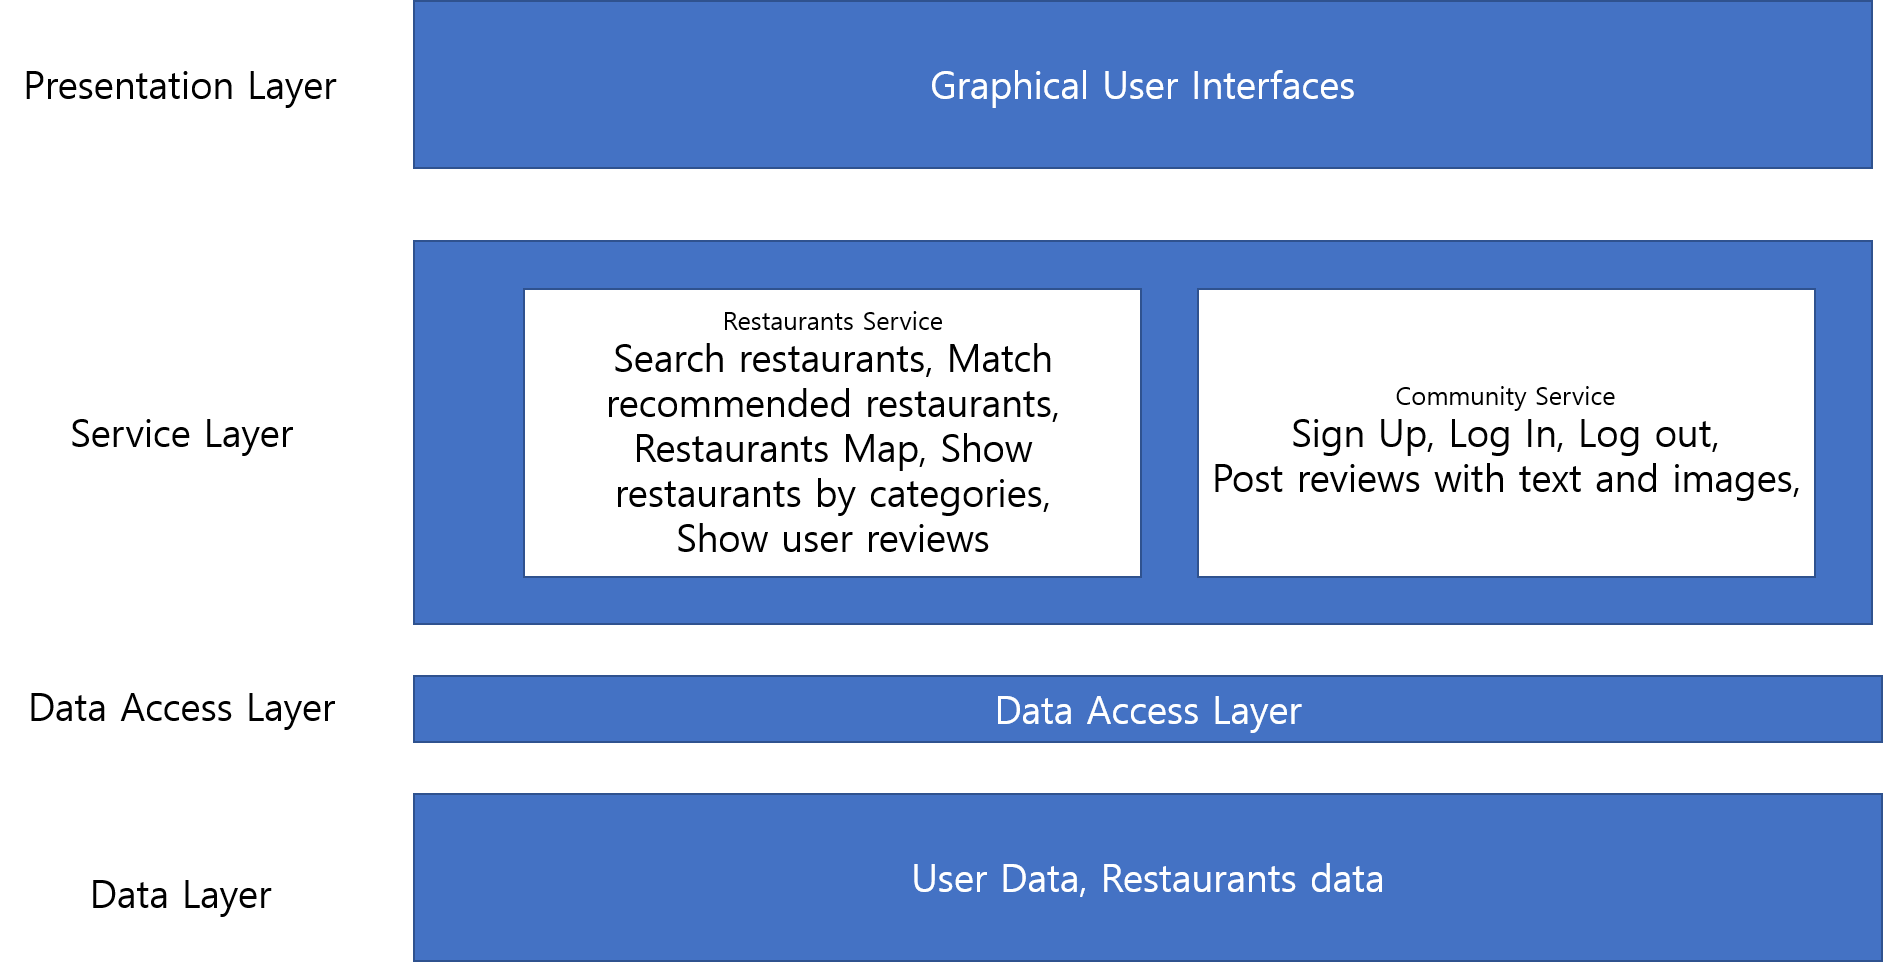 Presentation Layer
Graphical User Interfaces
Service Layer
Restaurants Service
Search restaurants, Match
recommended restaurants,
Restaurants Map, Show
restaurants by categories,
Show user reviews
Community Service
Sign Up, Log In, Log out,
Post reviews with text and images,
Data Access Layer
Data Access Layer
Data Layer
User Data, Restaurants data